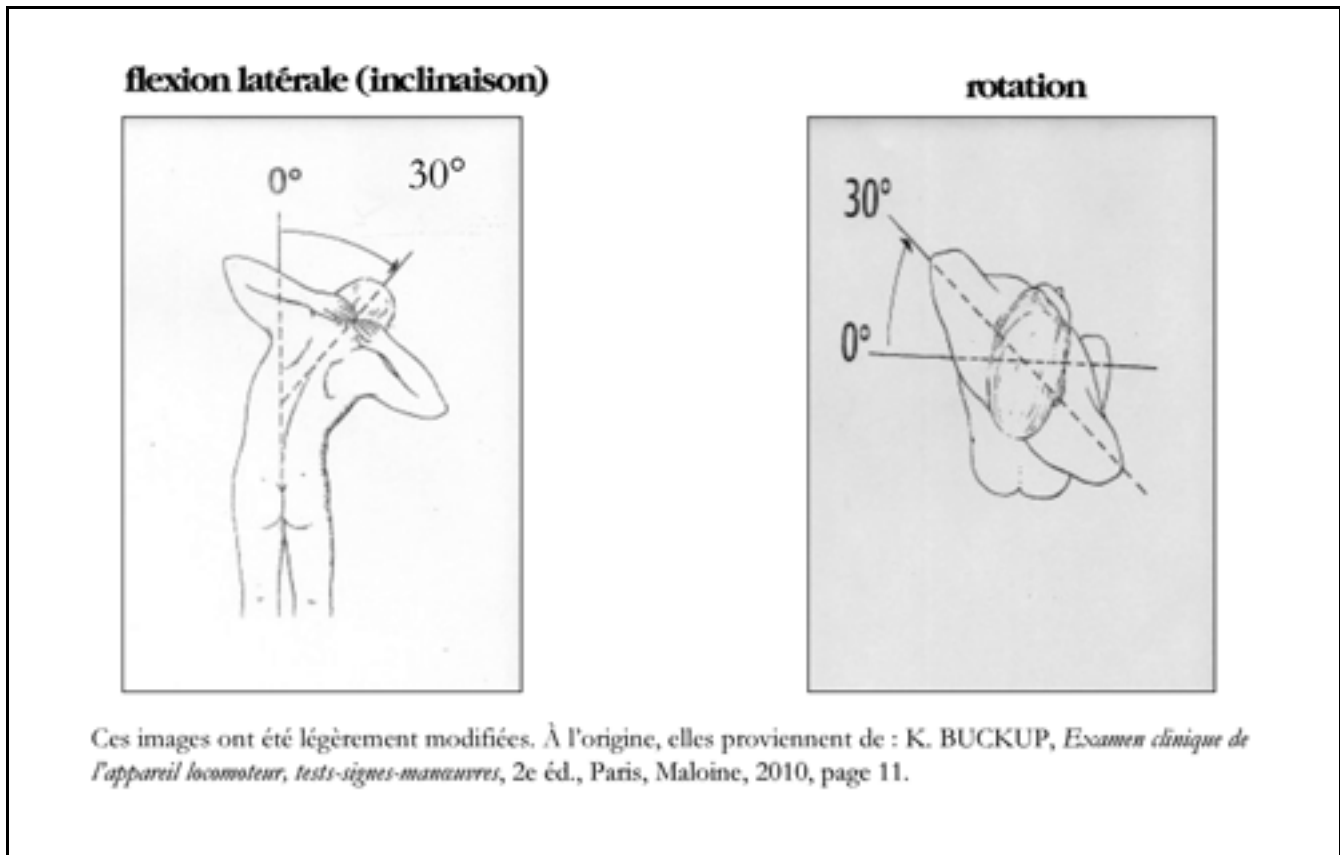 flexion latérale (inclinaison)
rotation
0°
30°
30°
0°
Ces images ont été légèrement modifiées. À l'origine, elles proviennent de : K. BUCKUP, Examen clinique de
l'appareil locomoteur, tests-signes-manœuvres, 2e éd., Paris, Maloine, 2010, page 11.